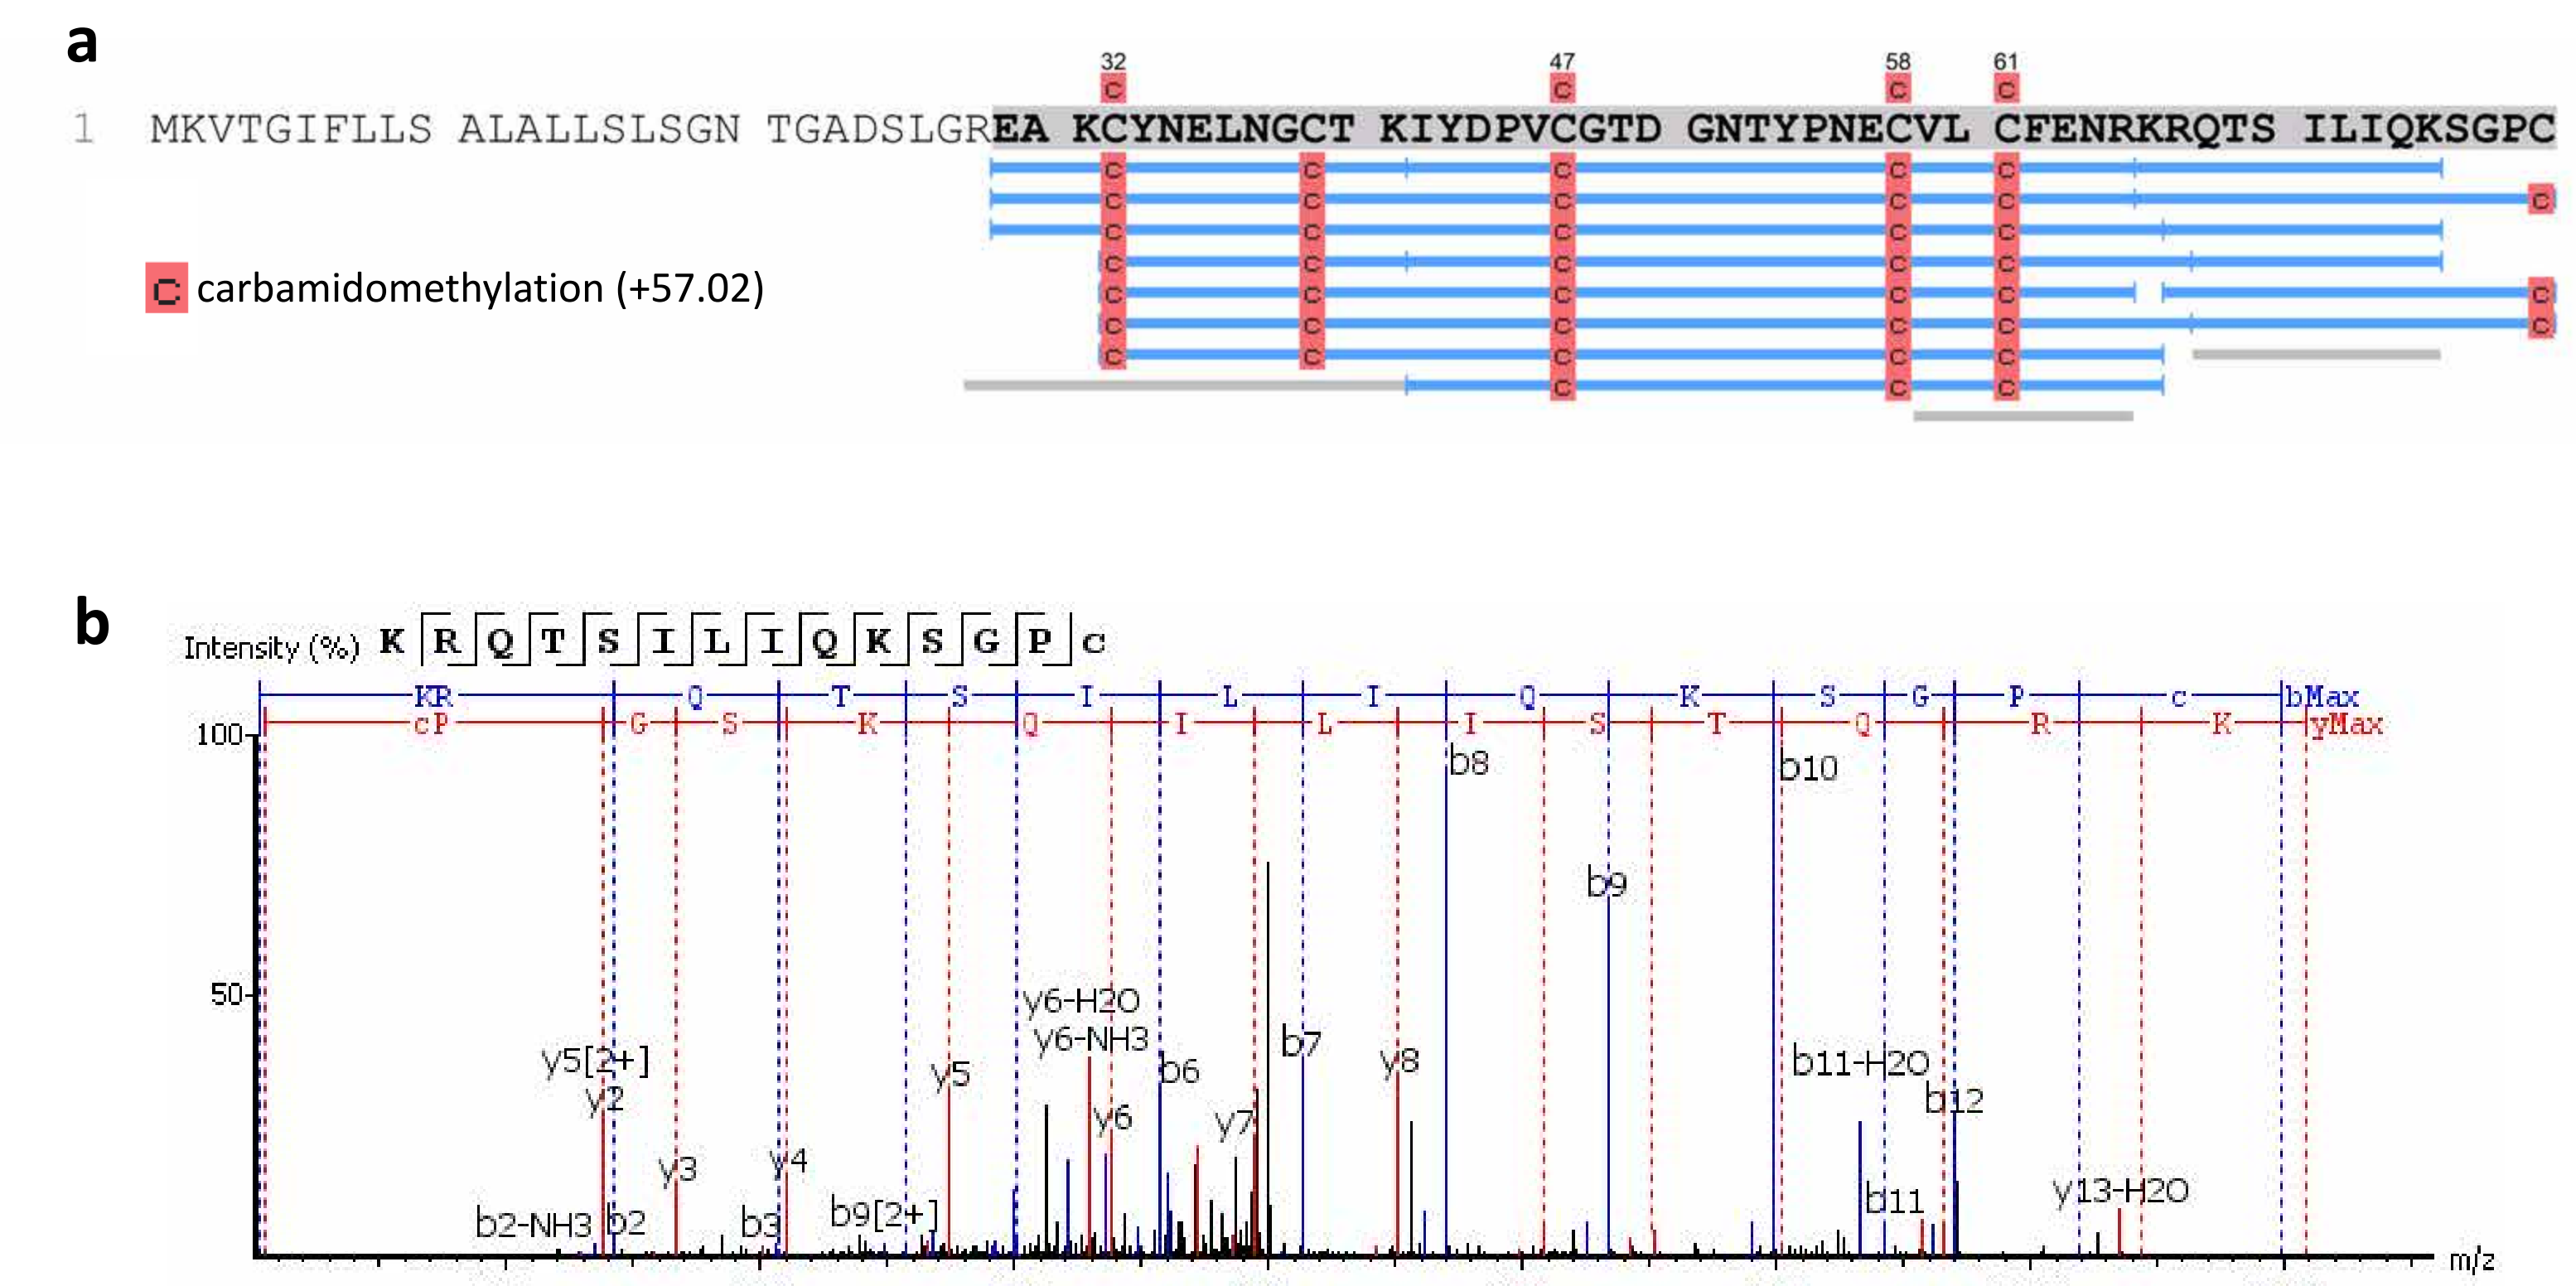 a
32 47 58 61
C C C C
1 MKVTGIFLLS ALALLSLSGN TGADSLGREA KCYNELNGCT KIYDPVCGTD GNTYPNECVL CFENRKRQTS ILIQKSGPC
C C C C C
C C C C C C
C C C C C
C C C C C
C carbamidomethylation (+57.02)
C C C C C C
C C C C C C
C C C C C
C C C
b
Intensity (%) K R Q T S I L I Q K S G P c
KR Q T S I L I Q K S G P c bMax
cP G S K Q I L I S T Q R K yMax
100
b8 b10
b9
50
y6-H2O
y6-NH3 b7
y5[2+] y5 b6 y8 b11-H2O
y2 y6 y7 b12
y3 y4 b11 y13-H2O
b2-NH3 b2 b3 b9[2+]
m/z